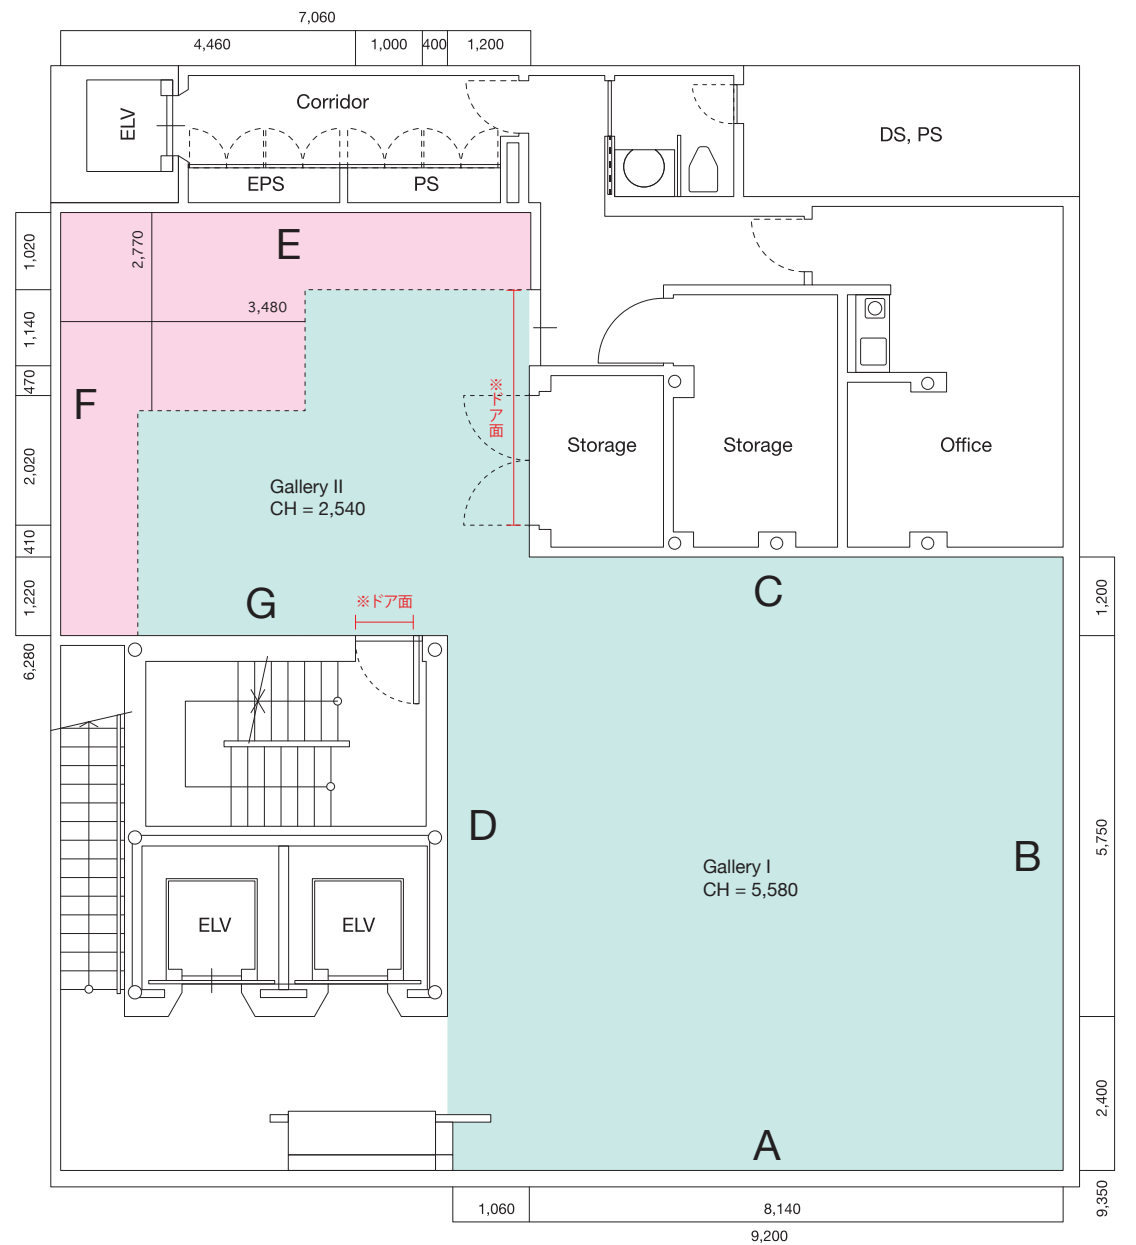 7,060
4,460
1,000
400
1,200
ELV
Corridor
EPS
PS
DS, PS
1,020
1,140
470
2,020
410
1,220
6,280
2,770
E
3,480
F
※ドア面
Storage
Storage
Office
Gallery II
CH = 2,540
G
※ドア面
C
1,200
D
Gallery I
CH = 5,580
B
5,750
ELV
ELV
2,400
A
9,350
1,060
8,140
9,200